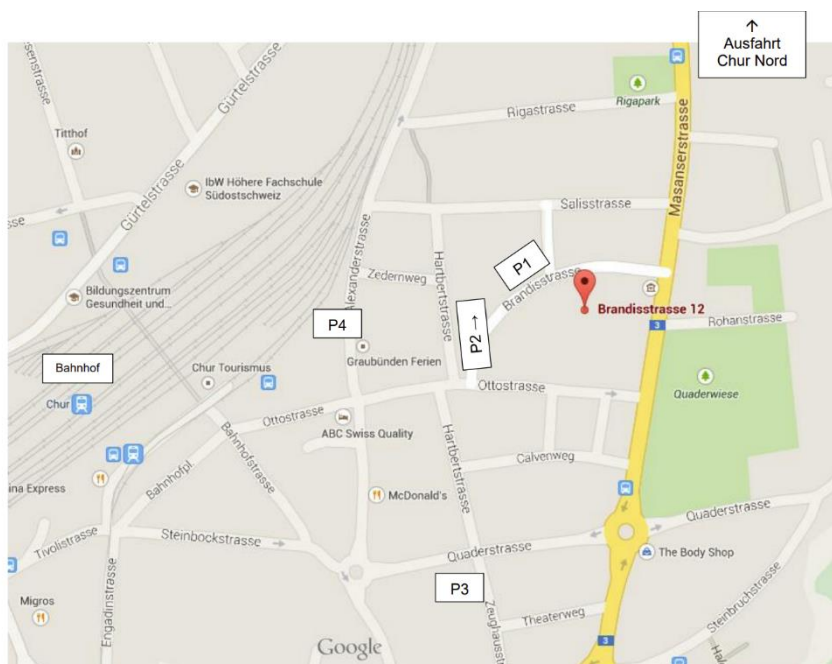 ↑
Ausfahrt
Chur Nord
Gürtelstrasse
Titthof
Rigapark
Rigastrasse
Masanserstrasse
IbW Höhere Fachschule
Südostschweiz
Gürtelstrasse
Salisstrasse
Alexanderstrasse
Hartbertstrasse
Zedernweg
P1
Brandisstrasse
Bildungszentrum
Gesundheit und...
Brandisstrasse 12
P4
P2 →
3
Rohanstrasse
Bahnhof
Graubünden Ferien
Chur Tourismus
Ottostrasse
Quaderwiese
Chur
Ottostrasse
ABC Swiss Quality
Bahnhofstrasse
Hartbertstrasse
Bahnhofpl
Calvenweg
ina Express
McDonald's
Quaderstrasse
Steinbockstrasse
Tivolistrasse
Quaderstrasse
The Body Shop
Engadinstrasse
P3
Steinbruchstrasse
Migros
Zeughausstr
Theaterweg
Google
3